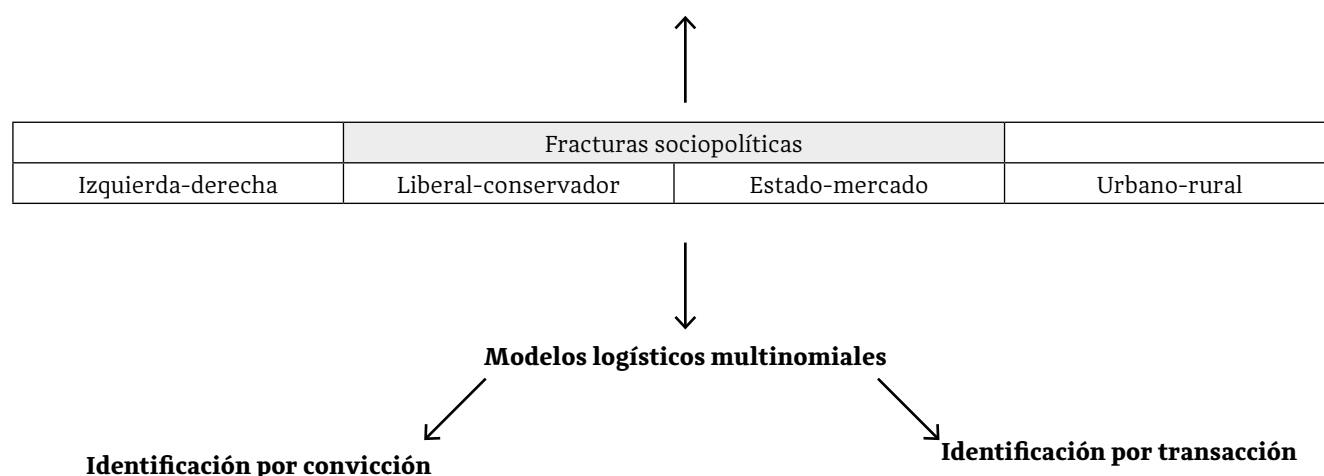 Fracturas sociopolíticas
Izquierda-derecha Liberal-conservador Estado-mercado Urbano-rural
Modelos logísticos multinomiales
Identificación por transacción
Identificación por convicción